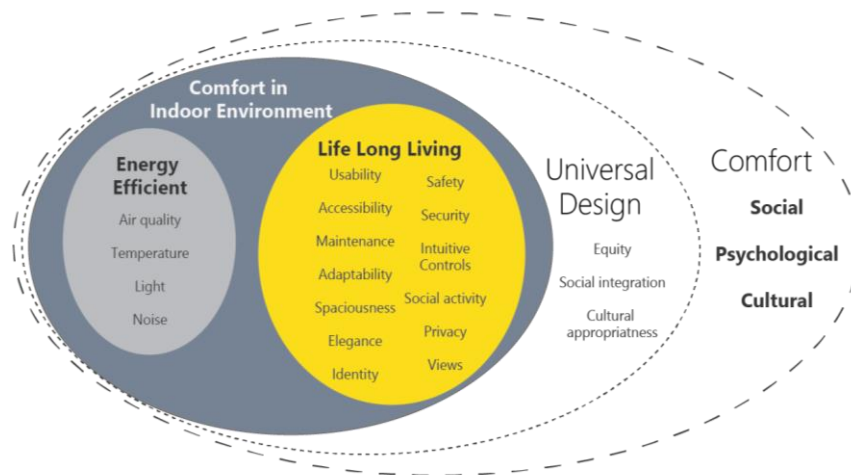 Comfort in
Indoor Environment
Energy
Efficient
Air quality
Temperature
Light
Noise
Life Long Living
Usability
Accessibility
Maintenance
Adaptability
Spaciousness
Elegance
Identity
Safety
Security
Intuitive
Controls
Social activity
Privacy
Views
Universal
Design
Equity
Social integration
Cultural
appropriatness
Comfort
Social
Psychological
Cultural